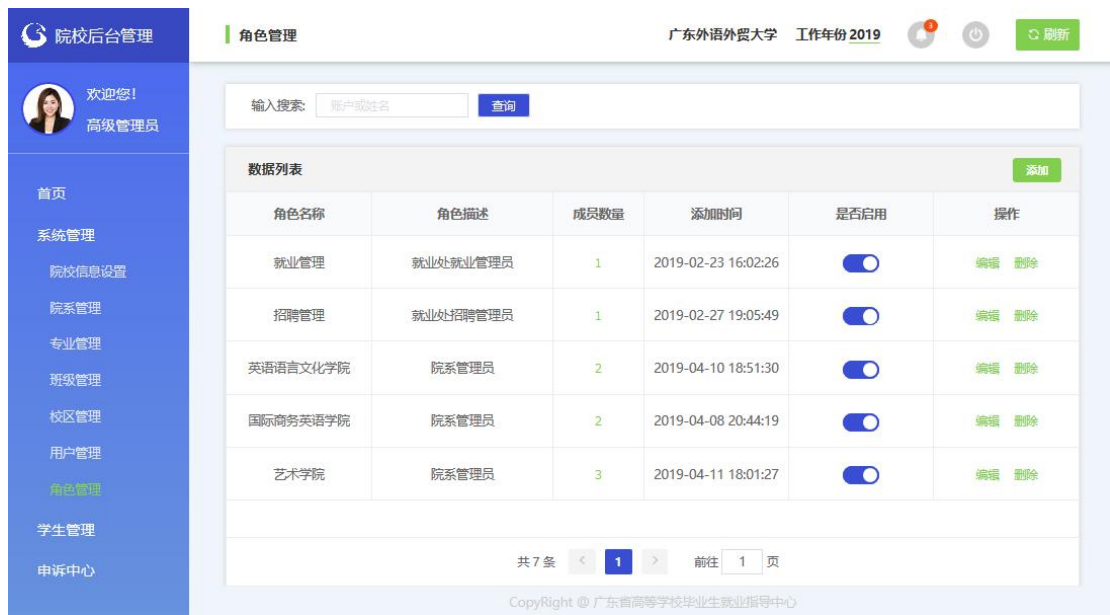 院校后台管理
角色管理
广东外语外贸大学 工作年份 2019
3
刷新
欢迎您!
高级管理员
首页
系统管理
院校信息设置
院系管理
专业管理
班级管理
校区管理
用户管理
角色管理
学生管理
申诉中心
输入搜索: 账户或姓名 查询
数据列表 添加
角色名称 角色描述 成员数量 添加时间 是否启用 操作
就业管理 就业处就业管理员 1 2019-02-23 16:02:26 编辑 删除
招聘管理 就业处招聘管理员 1 2019-02-27 19:05:49 编辑 删除
英语语言文化学院 院系管理员 2 2019-04-10 18:51:30 编辑 删除
国际商务英语学院 院系管理员 2 2019-04-08 20:44:19 编辑 删除
艺术学院 院系管理员 3 2019-04-11 18:01:27 编辑 删除
共 7 条 < 1 > 前往 1 页
CopyRight @ 广东省高等学校毕业生就业指导中心